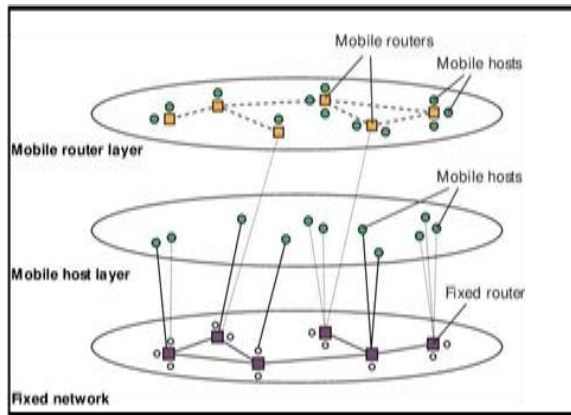 Mobile routers
Mobile hosts
Mobile router layer
Mobile hosts
Mobile host layer
Fixed router
Fixed network